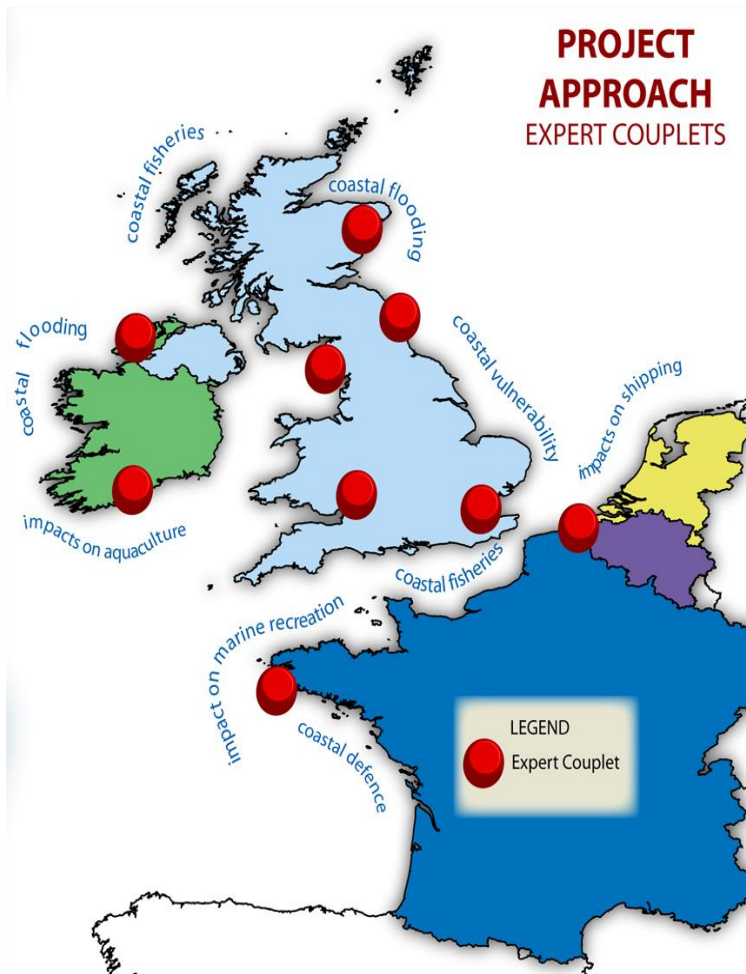 PROJECT
APPROACH
EXPERT COUPLETS
coastal fisheries
coastal flooding
coastal flooding
coastal vulnerability
impacts on shipping
impacts on aquaculture
coastal fisheries
impact on marine recreation
coastal defence
LEGEND
Expert Couplet